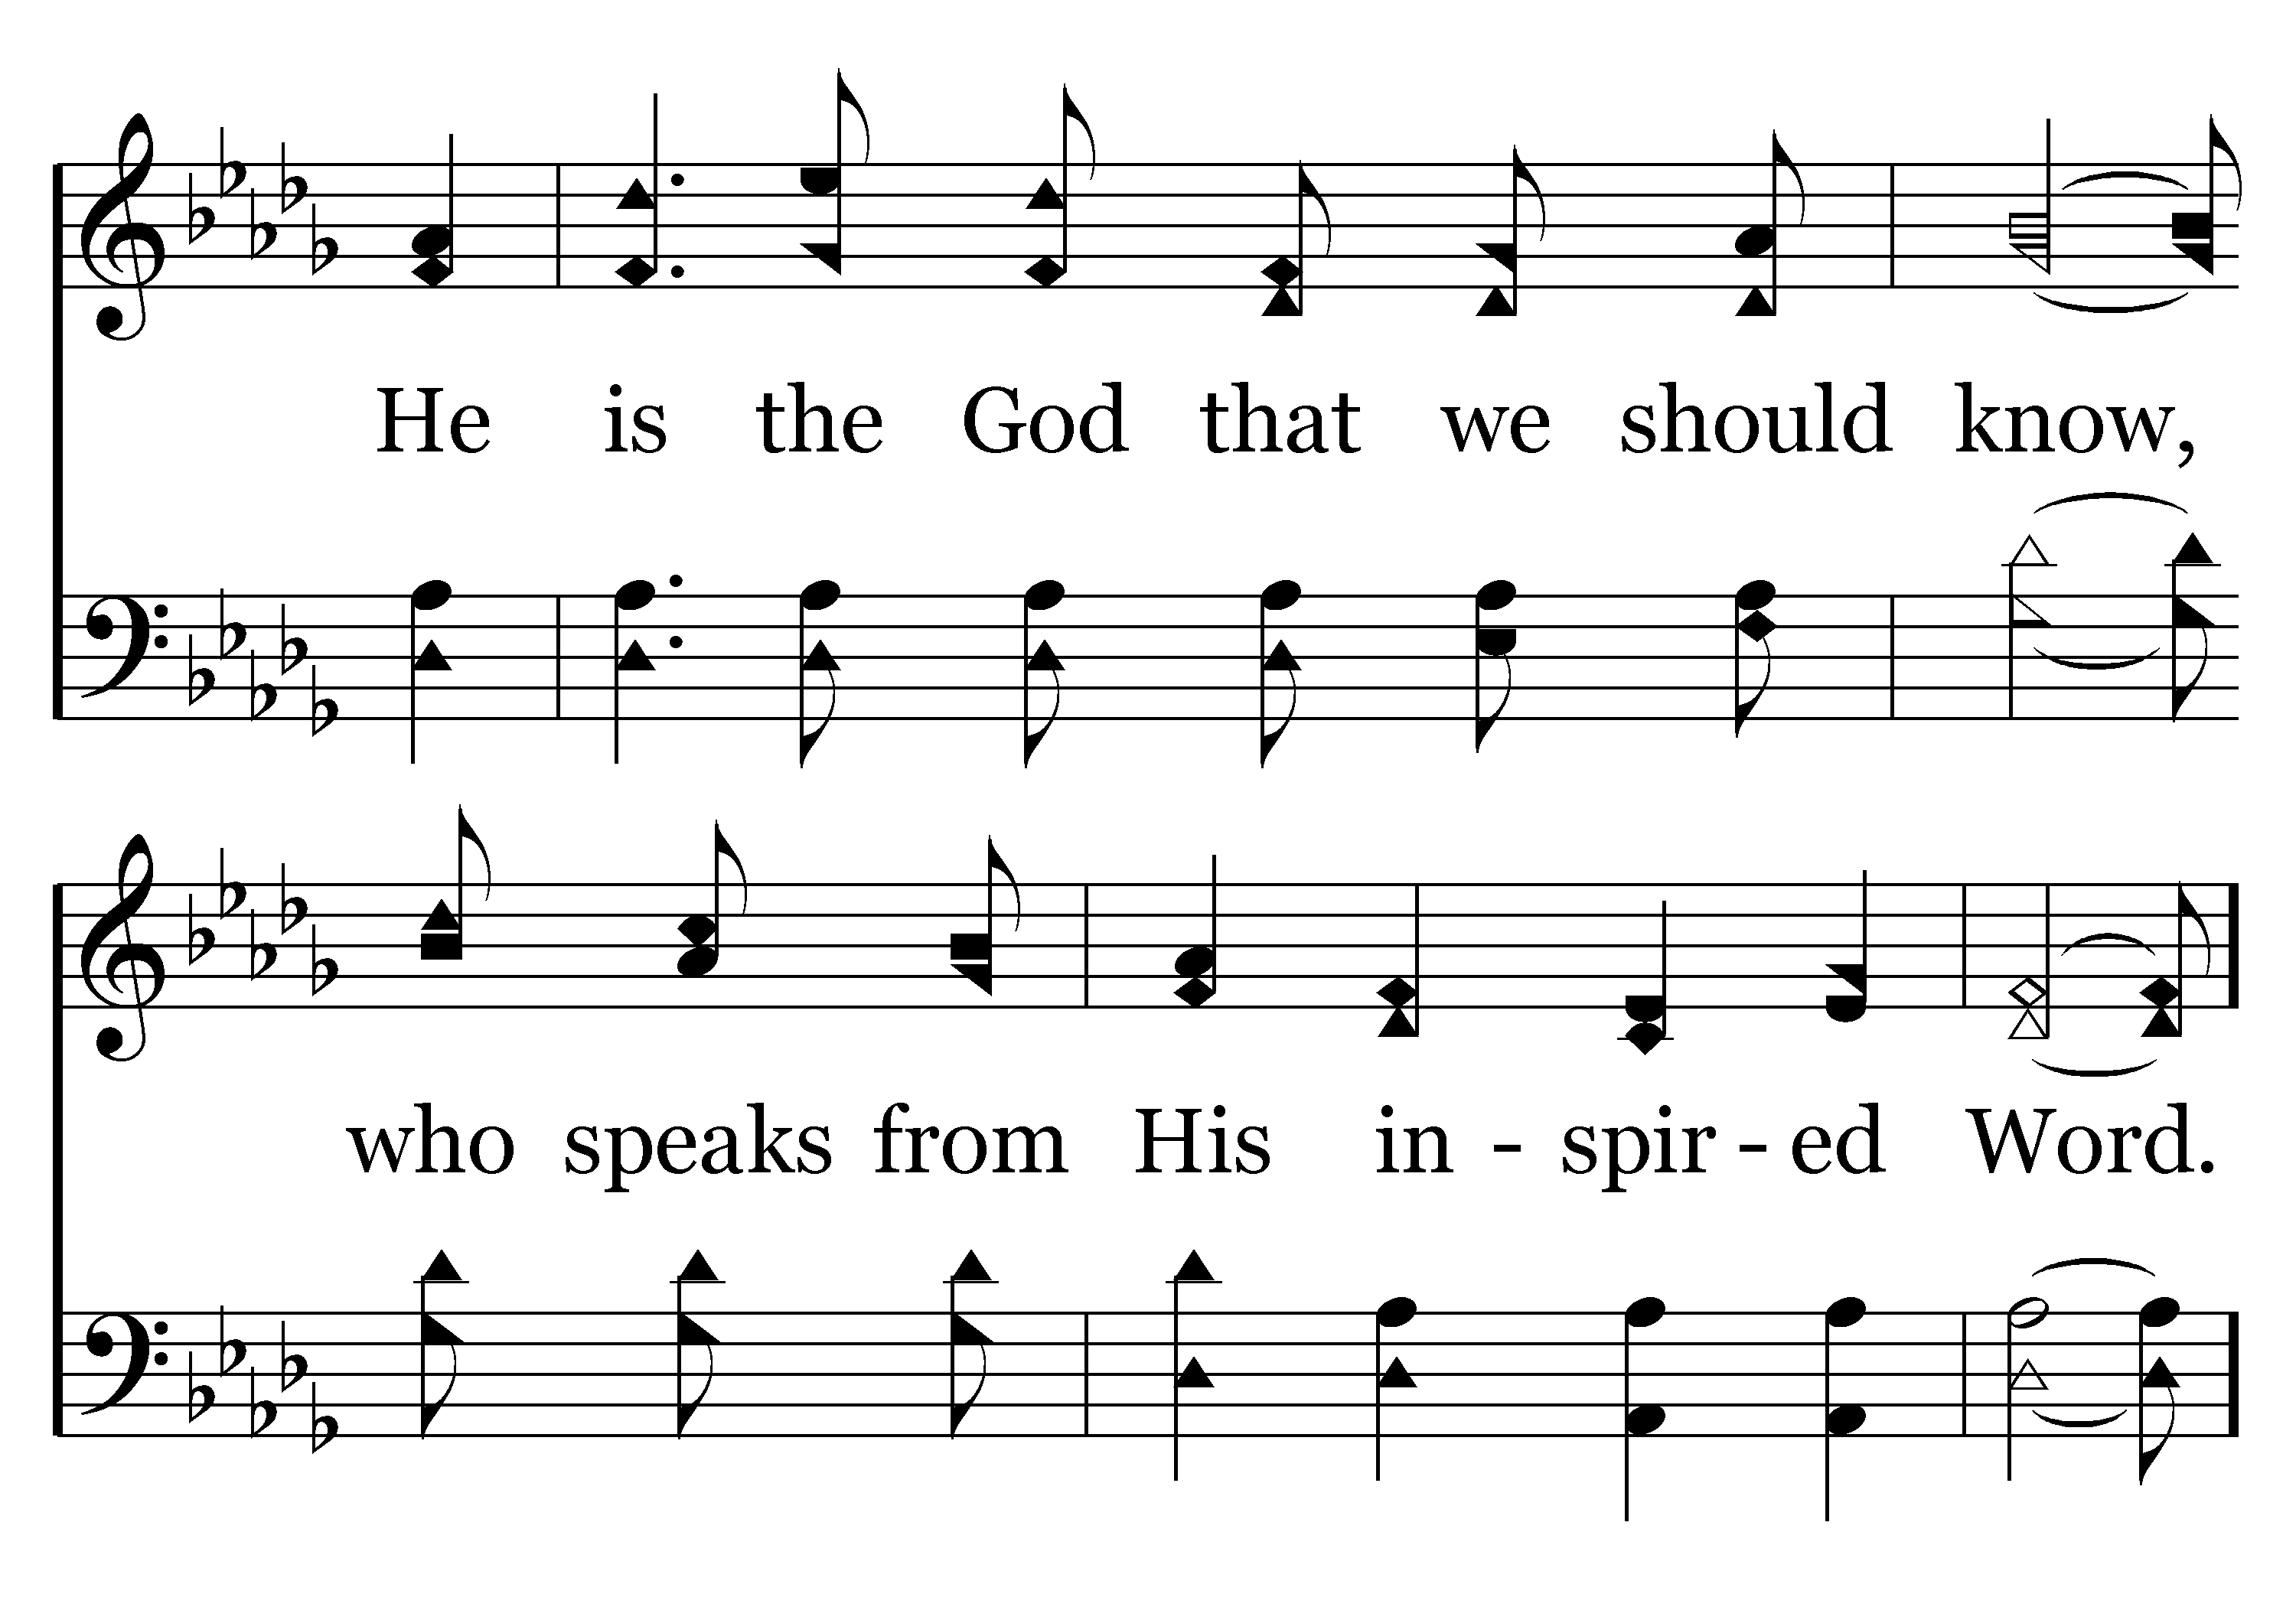 He is the God that we should know,
who speaks from His in - spir - ed Word.